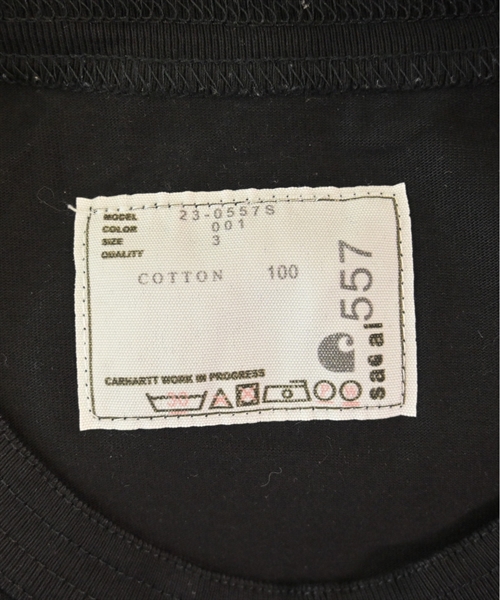 MODEL 23-0557S
COLOR 001
SIZE 3
QUALITY
COTTON 100
CARHARTT WORK IN PROGRESS
557
sacai